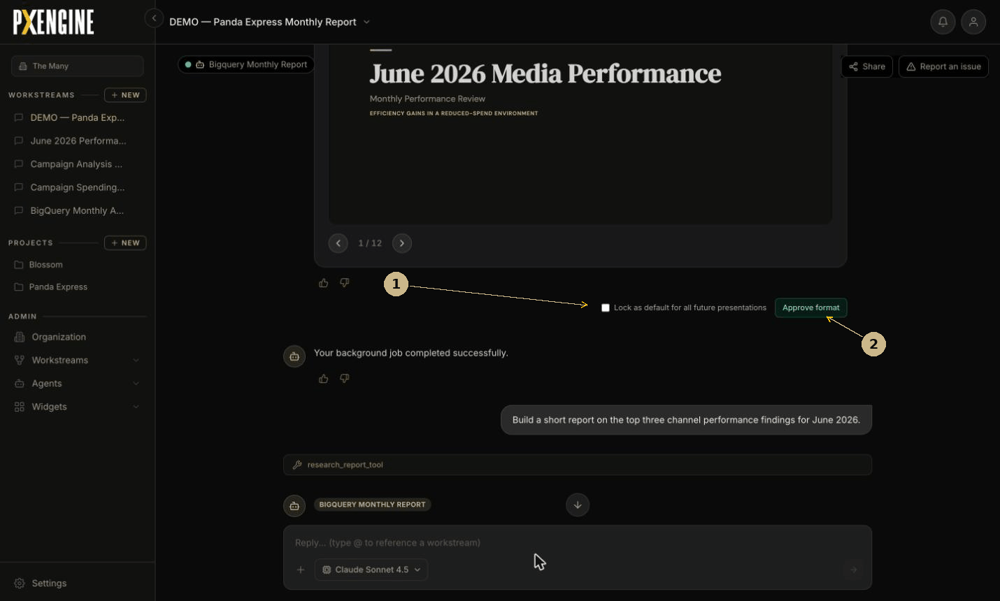 PXENGINE
DEMO — Panda Express Monthly Report
The Many
WORKSTREAMS
+ NEW
DEMO — Panda Exp...
June 2026 Performa...
Campaign Analysis ...
Campaign Spending...
BigQuery Monthly A...
PROJECTS
+ NEW
Blossom
Panda Express
ADMIN
Organization
Workstreams
Agents
Widgets
Settings
Bigquery Monthly Report
Share
Report an issue
June 2026 Media Performance
Monthly Performance Review
EFFICIENCY GAINS IN A REDUCED-SPEND ENVIRONMENT
1 / 12
1
Lock as default for all future presentations
Approve format
2
Your background job completed successfully.
Build a short report on the top three channel performance findings for June 2026.
research_report_tool
BIGQUERY MONTHLY REPORT
Reply... (type @ to reference a workstream)
Claude Sonnet 4.5